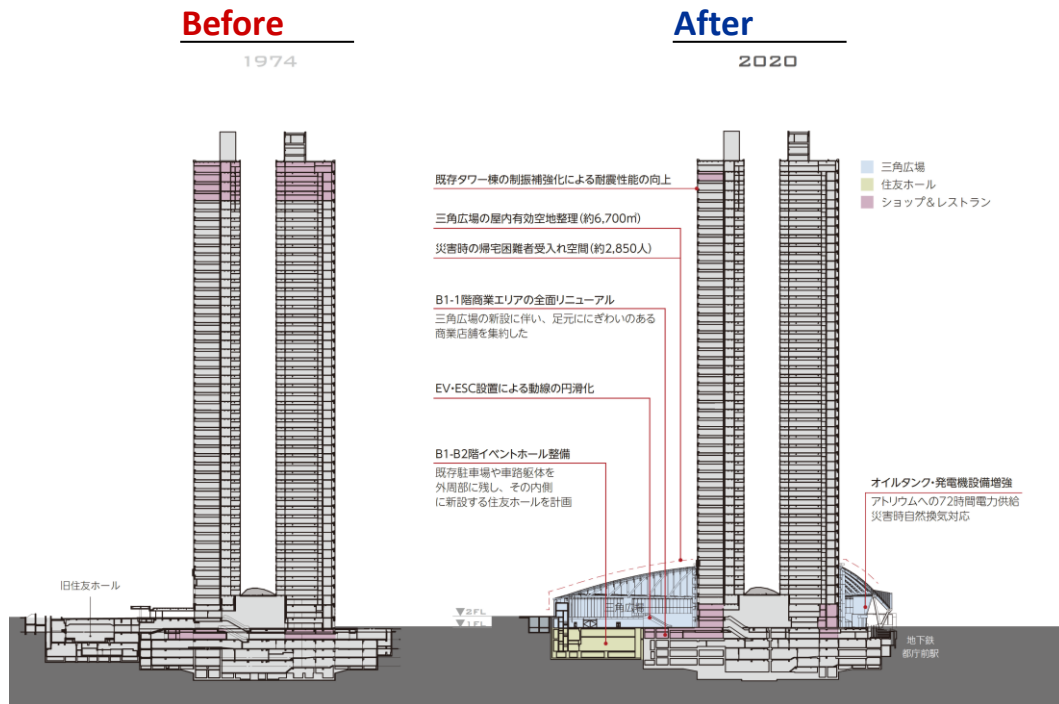 Before
1974
After
2020
三角広場
住友ホール
ショップ&レストラン
既存タワー棟の制振補強化による耐震性能の向上
三角広場の屋内有効空地整理(約6,700㎡)
災害時の帰宅困難者受入れ空間(約2,850人)
B1-1階商業エリアの全面リニューアル
三角広場の新設に伴い、足元ににぎわいのある
商業店舗を集約した
EV・ESC設置による動線の円滑化
B1-B2階イベントホール整備
既存駐車場や車路躯体を
外周部に残し、その内側
に新設する住友ホールを計画
オイルタンク・発電機設備増強
アトリウムへの72時間電力供給
災害時自然換気対応
旧住友ホール
2FL
1FL
三角広場
地下鉄
都庁前駅